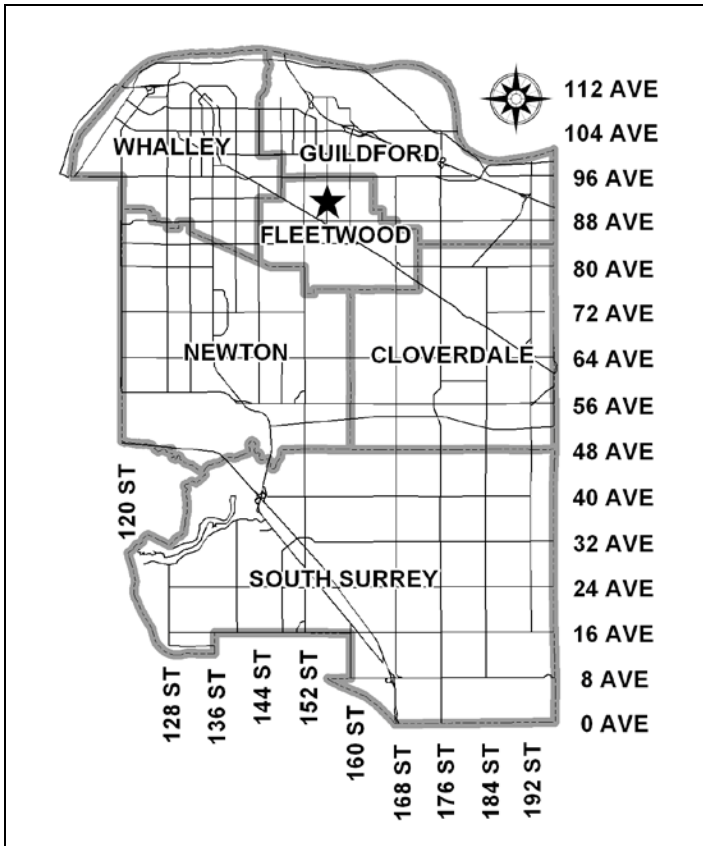 112 AVE
104 AVE
WHALLEY
GUILDFORD
96 AVE
88 AVE
FLEETWOOD
80 AVE
72 AVE
NEWTON
CLOVERDALE
64 AVE
56 AVE
48 AVE
120 ST
40 AVE
32 AVE
SOUTH SURREY
24 AVE
16 AVE
8 AVE
0 AVE
128 ST
136 ST
144 ST
152 ST
160 ST
168 ST
176 ST
184 ST
192 ST